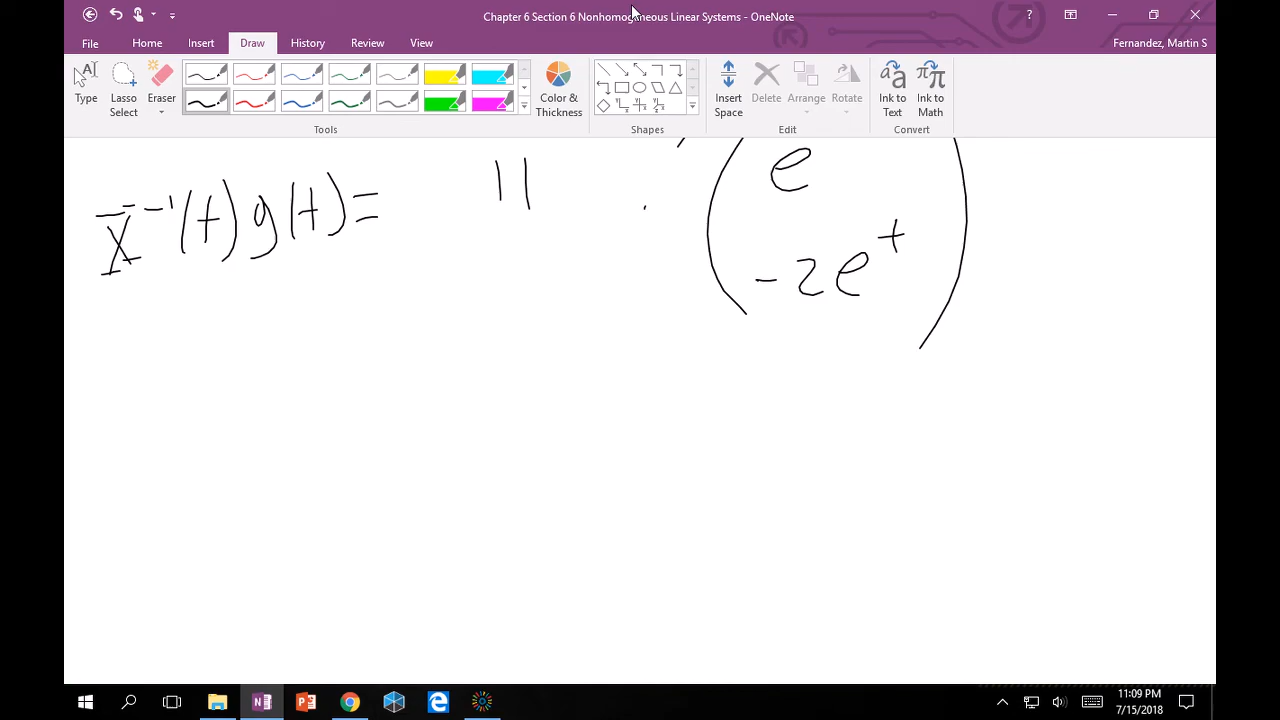 Chapter 6 Section 6 Nonhomogeneous Linear Systems - OneNote
?
File Home Insert Draw History Review View
Fernandez, Martin S
Type
Lasso Select
Eraser
Color & Thickness
Insert Space
Delete
Arrange
Rotate
Ink to Text
Ink to Math
Tools
Shapes
Edit
Convert
X⁻¹(t)g(t)= 11 . ( e
-2e^t )
11:09 PM
7/15/2018